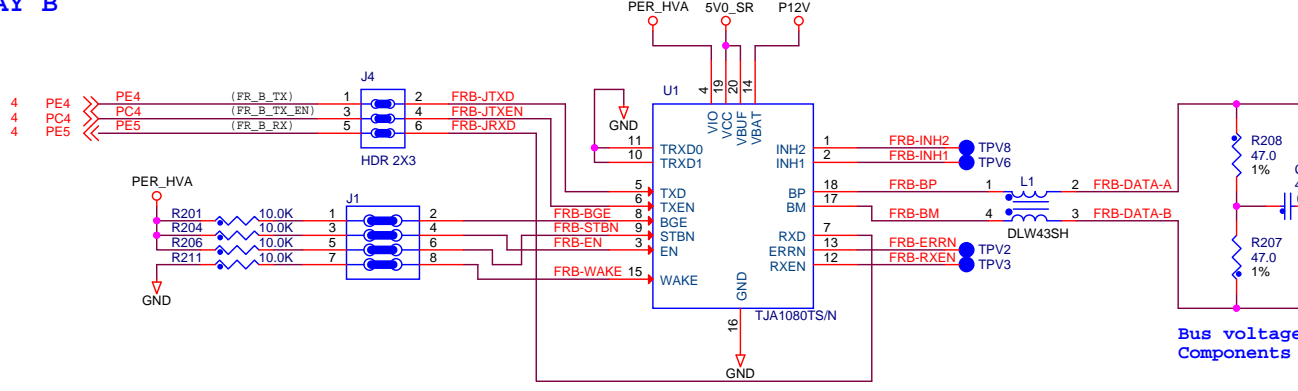 AY B
PER_HVA 5V0_SR P12V
J4
U1
4 PE4 PE4 (FR_B_TX) 1 2 FRB-JTXD
4 PC4 PC4 (FR_B_TX_EN) 3 4 FRB-JTXEN
4 PE5 PE5 (FR_B_RX) 5 6 FRB-JRXD
HDR 2X3
GND
4 19 20 14
VIO VCC VBUF VBAT
11 TRXD0 INH2 1 FRB-INH2 TPV8
10 TRXD1 INH1 2 FRB-INH1 TPV6
PER_HVA
J1
5 TXD BP 18 FRB-BP 1 L1 2 FRB-DATA-A
6 TXEN BM 17 FRB-BM 4 3 FRB-DATA-B
DLW43SH
R201 10.0K 1 2 FRB-BGE 8 BGE RXD 7
R204 10.0K 3 4 FRB-STBN 9 STBN ERRN 13 FRB-ERRN TPV2
R206 10.0K 5 6 FRB-EN 3 EN RXEN 12 FRB-RXEN TPV3
R211 10.0K 7 8 FRB-WAKE 15 WAKE
GND
GND
16
TJA1080TS/N
GND
R208
47.0
1%
R207
47.0
1%
Bus voltage
Components